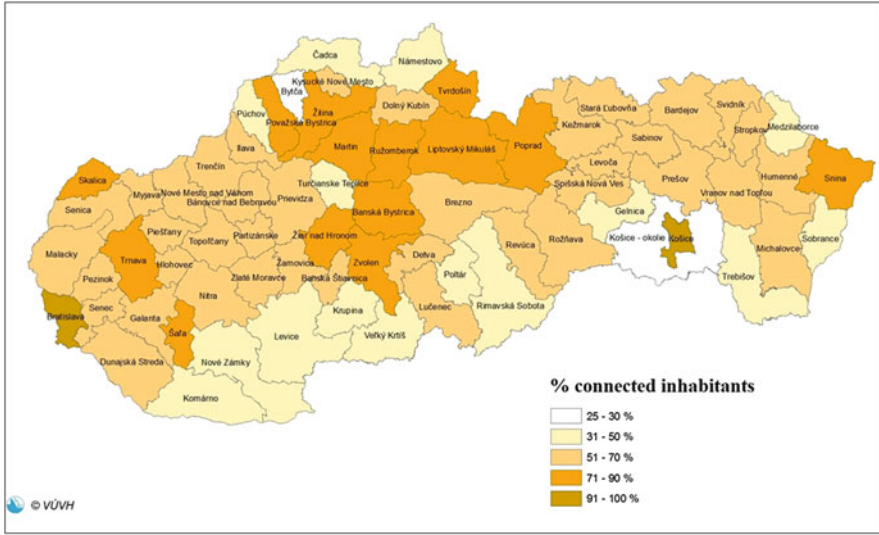 Čadca
Námestovo
Kysucké Nové Mesto
Bytča
Tvrdošín
Púchov
Žilina
Dolný Kubín
Považská Bystrica
Stará Ľubovňa
Bardejov
Svidník
Kežmarok
Stropkov
Medzilaborce
Ilava
Martin
Ružomberok
Liptovský Mikuláš
Poprad
Sabinov
Levoča
Humenné
Snina
Trenčín
Turčianske Teplice
Spišská Nová Ves
Prešov
Vranov nad Topľou
Skalica
Myjava
Nové Mesto nad Váhom
Bánovce nad Bebravou
Prievidza
Banská Bystrica
Brezno
Gelnica
Senica
Piešťany
Topoľčany
Partizánske
Žiar nad Hronom
Revúca
Rožňava
Košice - okolie
Košice
Michalovce
Sobrance
Malacky
Trnava
Hlohovec
Žarnovica
Zvolen
Detva
Poltár
Trebišov
Pezinok
Zlaté Moravce
Banská Štiavnica
Nitra
Rimavská Sobota
Bratislava
Senec
Galanta
Šaľa
Krupina
Lučenec
Levice
Veľký Krtíš
Dunajská Streda
Nové Zámky
Komárno
% connected inhabitants
25 - 30 %
31 - 50 %
51 - 70 %
71 - 90 %
91 - 100 %
© VÚVH